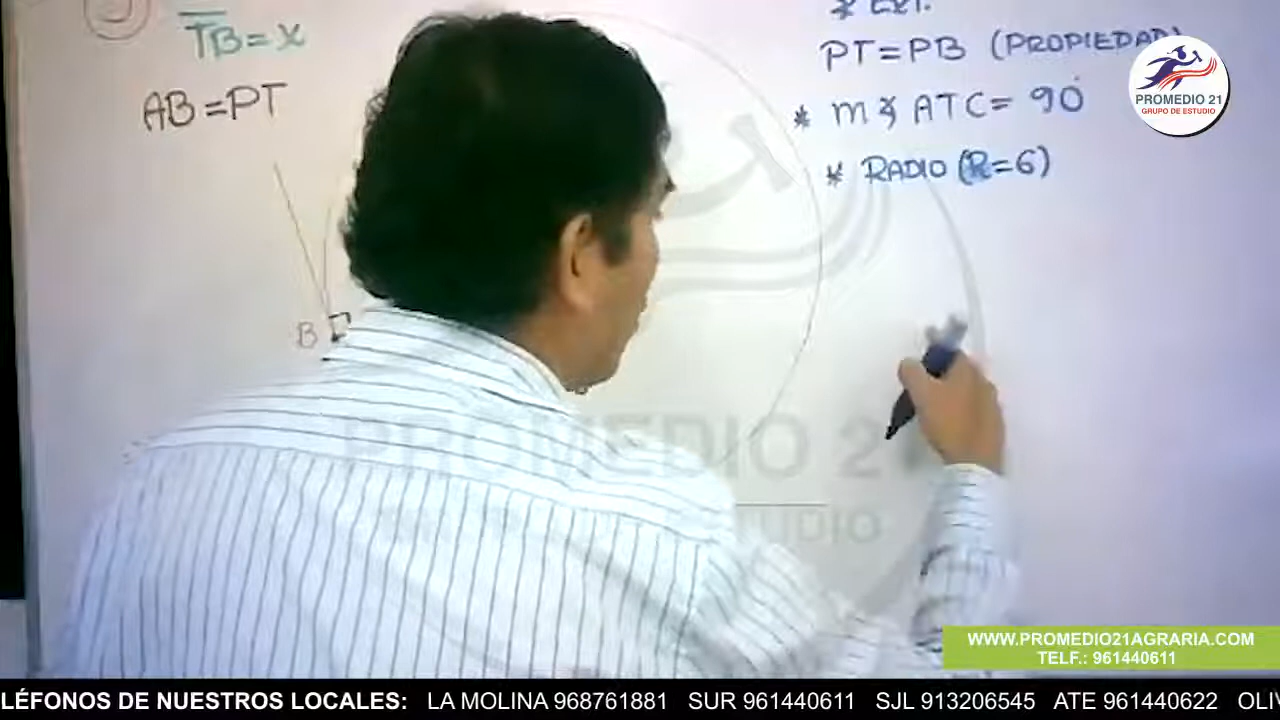 TB = X
AB = PT
* EXT.
PT = PB (PROPIEDAD)
* m∢ ATC = 90°
* RADIO (R = 6)
B
PROMEDIO 21
GRUPO DE ESTUDIO
PROMEDIO 21
WWW.PROMEDIO21AGRARIA.COM
TELF.: 961440611
LÉFONOS DE NUESTROS LOCALES: LA MOLINA 968761881 SUR 961440611 SJL 913206545 ATE 961440622 OLIV